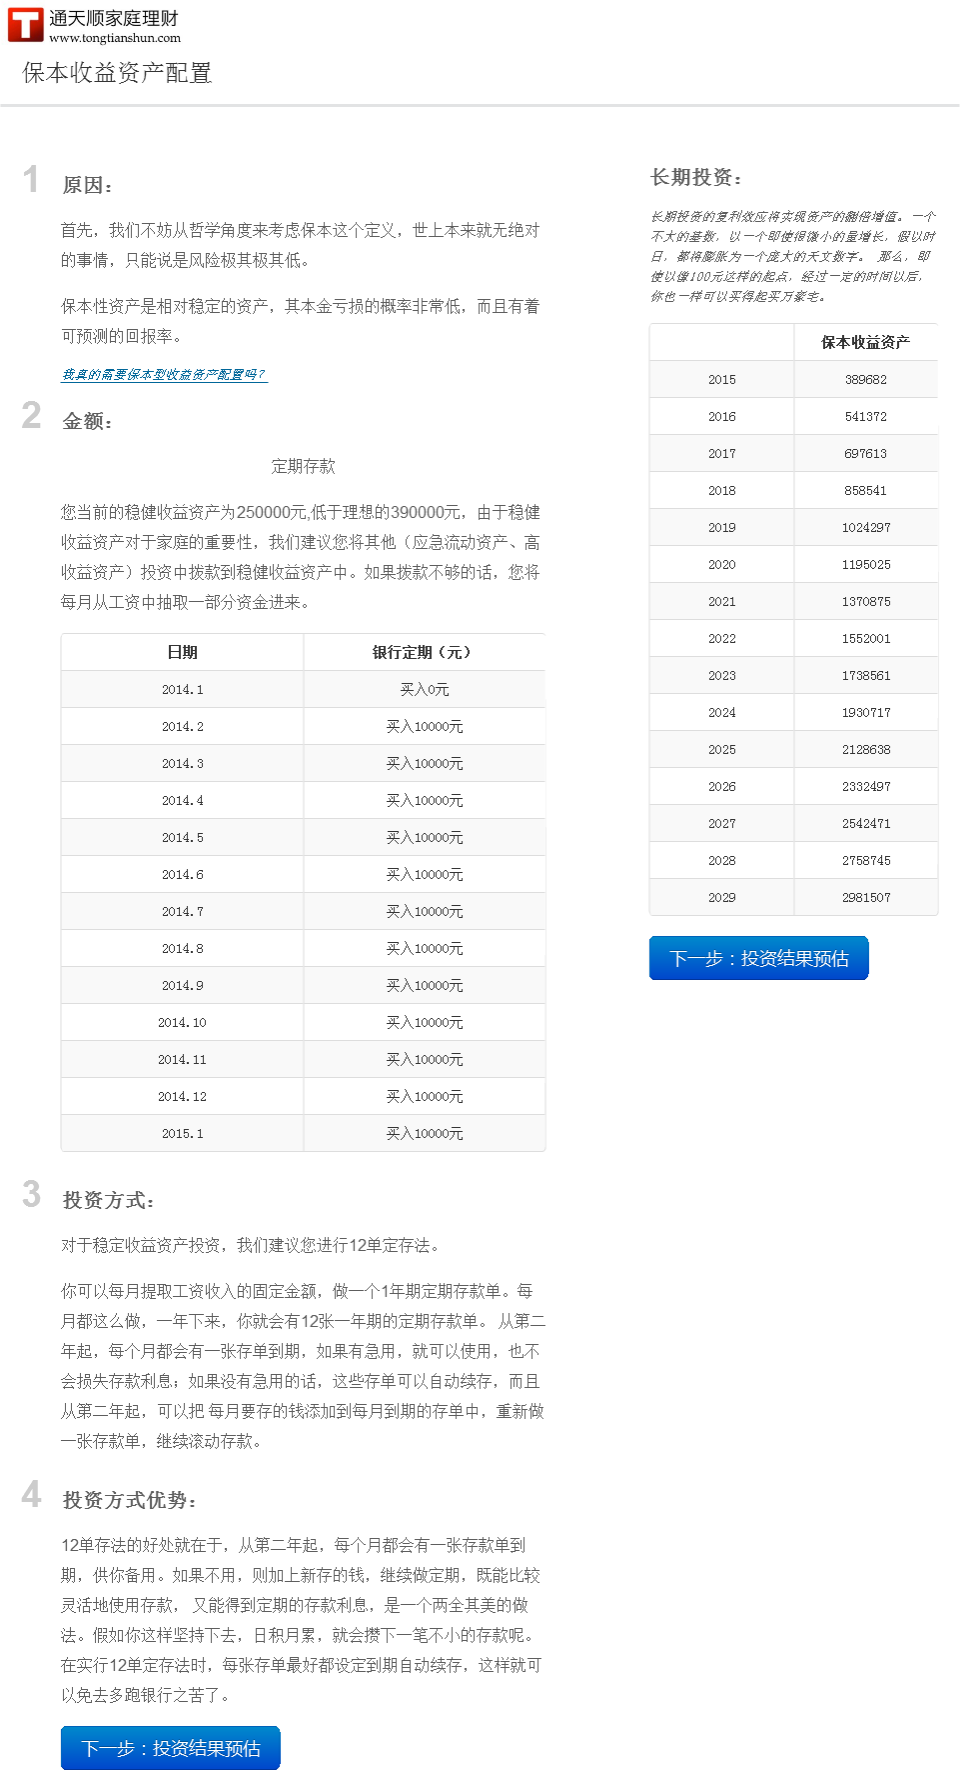 通天顺家庭理财
www.tongtianshun.com
保本收益资产配置
1 原因：
首先，我们不妨从哲学角度来考虑保本这个定义，世上本来就无绝对
的事情，只能说是风险极其极其低。
保本性资产是相对稳定的资产，其本金亏损的概率非常低，而且有着
可预测的回报率。
我真的需要保本型收益资产配置吗？
2 金额：
定期存款
您当前的稳健收益资产为250000元,低于理想的390000元，由于稳健
收益资产对于家庭的重要性，我们建议您将其他（应急流动资产、高
收益资产）投资中拨款到稳健收益资产中。如果拨款不够的话，您将
每月从工资中抽取一部分资金进来。
日期 银行定期（元）
2014.1 买入0元
2014.2 买入10000元
2014.3 买入10000元
2014.4 买入10000元
2014.5 买入10000元
2014.6 买入10000元
2014.7 买入10000元
2014.8 买入10000元
2014.9 买入10000元
2014.10 买入10000元
2014.11 买入10000元
2014.12 买入10000元
2015.1 买入10000元
3 投资方式：
对于稳定收益资产投资，我们建议您进行12单定存法。
你可以每月提取工资收入的固定金额，做一个1年期定期存款单。每
月都这么做，一年下来，你就会有12张一年期的定期存款单。 从第二
年起，每个月都会有一张存单到期，如果有急用，就可以使用，也不
会损失存款利息；如果没有急用的话，这些存单可以自动续存，而且
从第二年起，可以把 每月要存的钱添加到每月到期的存单中，重新做
一张存款单，继续滚动存款。
4 投资方式优势：
12单存法的好处就在于，从第二年起，每个月都会有一张存款单到
期，供你备用。如果不用，则加上新存的钱，继续做定期，既能比较
灵活地使用存款， 又能得到定期的存款利息，是一个两全其美的做
法。假如你这样坚持下去，日积月累，就会攒下一笔不小的存款呢。
在实行12单定存法时，每张存单最好都设定到期自动续存，这样就可
以免去多跑银行之苦了。
下一步：投资结果预估
长期投资：
长期投资的复利效应将实现资产的翻倍增值。一个
不大的基数，以一个即使很微小的量增长，假以时
日，都将膨胀为一个庞大的天文数字。 那么，即
使以像100元这样的起点，经过一定的时间以后，
你也一样可以买得起买万豪宅。
保本收益资产
2015 389682
2016 541372
2017 697613
2018 858541
2019 1024297
2020 1195025
2021 1370875
2022 1552001
2023 1738561
2024 1930717
2025 2128638
2026 2332497
2027 2542471
2028 2758745
2029 2981507
下一步：投资结果预估